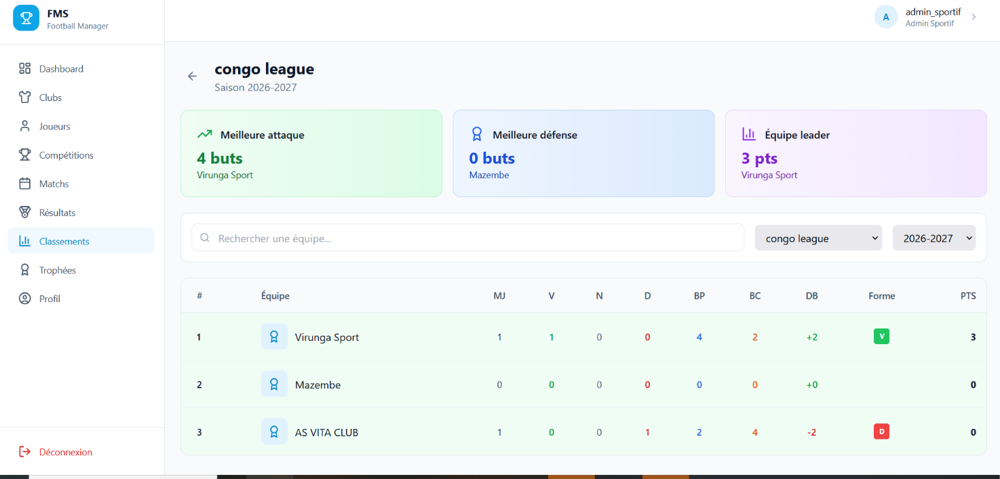 FMS
Football Manager
Dashboard
Clubs
Joueurs
Compétitions
Matchs
Résultats
Classements
Trophées
Profil
Déconnexion
A
admin_sportif
Admin Sportif
congo league
Saison 2026-2027
Meilleure attaque
4 buts
Virunga Sport
Meilleure défense
0 buts
Mazembe
Équipe leader
3 pts
Virunga Sport
Rechercher une équipe...
congo league
2026-2027
# Équipe MJ V N D BP BC DB Forme PTS
1 Virunga Sport 1 1 0 0 4 2 +2 V 3
2 Mazembe 0 0 0 0 0 0 +0 0
3 AS VITA CLUB 1 0 0 1 2 4 -2 D 0